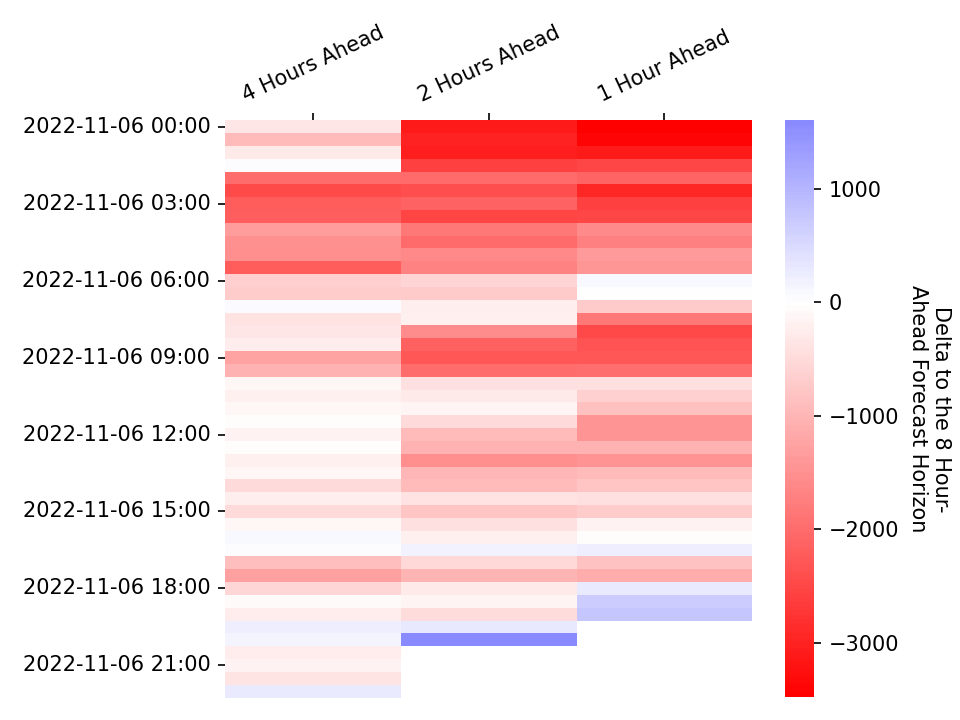 4 Hours Ahead
2 Hours Ahead
1 Hour Ahead
2022-11-06 00:00
2022-11-06 03:00
2022-11-06 06:00
2022-11-06 09:00
2022-11-06 12:00
2022-11-06 15:00
2022-11-06 18:00
2022-11-06 21:00
1000
0
−1000
−2000
−3000
Delta to the 8 Hour-
Ahead Forecast Horizon